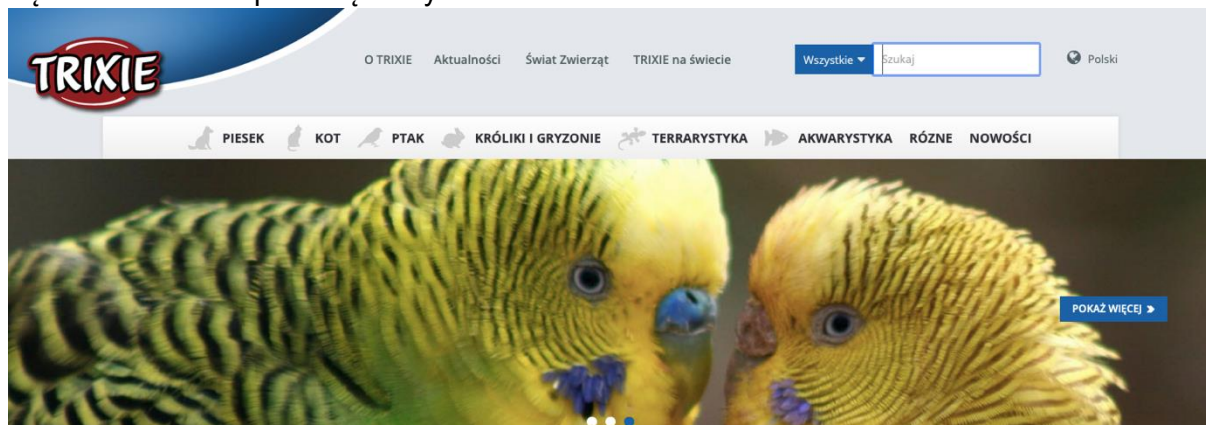 TRIXIE
O TRIXIE Aktualności Świat Zwierząt TRIXIE na świecie Wszystkie Szukaj Polski
PIESEK KOT PTAK KRÓLIKI I GRYZONIE TERRARYSTYKA AKWARYSTYKA RÓZNE NOWOŚCI
POKAŻ WIĘCEJ